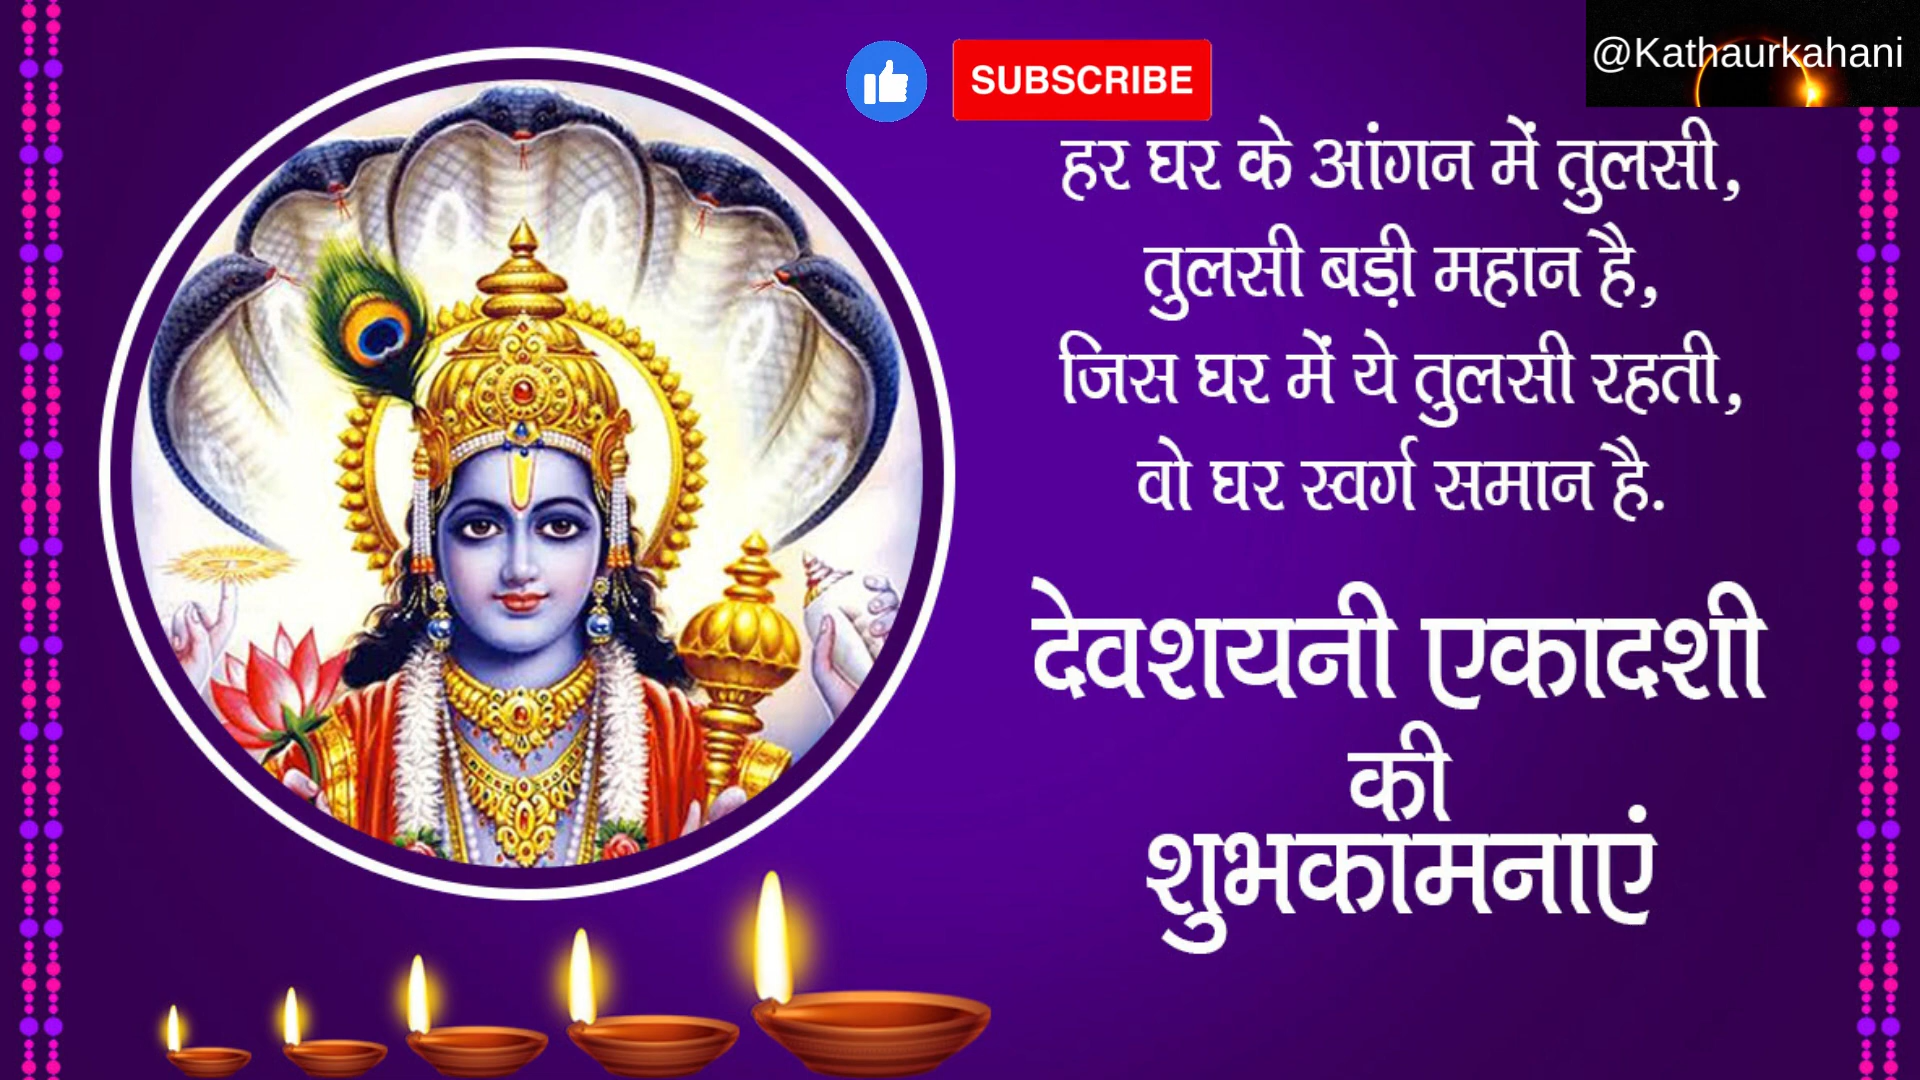 @Kathaurkahani
SUBSCRIBE
हर घर के आंगन में तुलसी,
तुलसी बड़ी महान है,
जिस घर में ये तुलसी रहती,
वो घर स्वर्ग समान है.
देवशयनी एकादशी
की
शुभकामनाएं